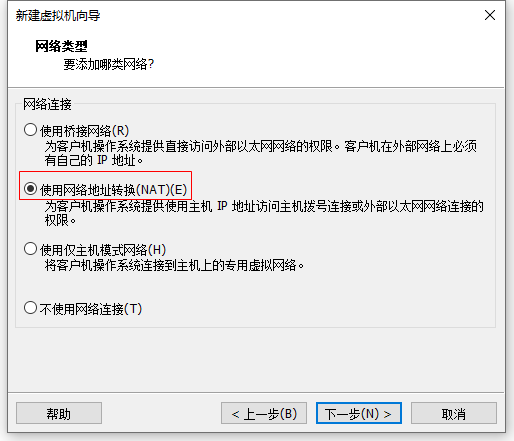 新建虚拟机向导
网络类型
要添加哪类网络?
网络连接
使用桥接网络(R)
为客户机操作系统提供直接访问外部以太网网络的权限。客户机在外部网络上必须
有自己的 IP 地址。
使用网络地址转换(NAT)(E)
为客户机操作系统提供使用主机 IP 地址访问主机拨号连接或外部以太网网络连接的
权限。
使用仅主机模式网络(H)
将客户机操作系统连接到主机上的专用虚拟网络。
不使用网络连接(T)
帮助
< 上一步(B)
下一步(N) >
取消